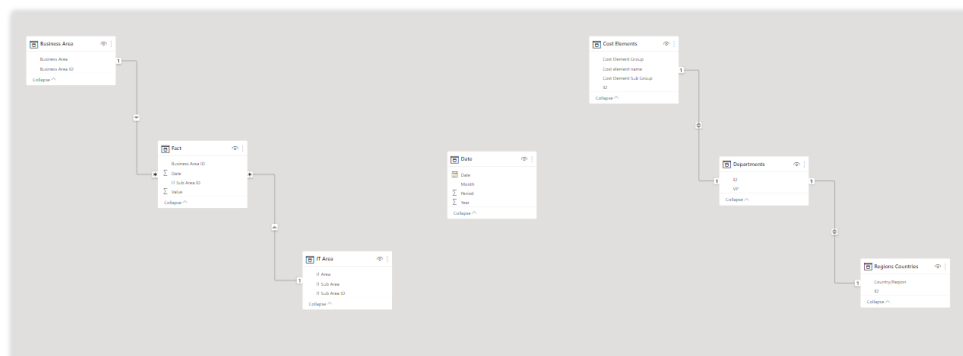 Business Area
Business Area
Business Area ID
Collapse
1
Fact
Business Area ID
Date
IT Sub Area ID
Value
Collapse
IT Area
IT Area
IT Sub Area
IT Sub Area ID
Collapse
1
Date
Date
Month
Period
Year
Collapse
Cost Elements
Cost Element Group
Cost element name
Cost Element Sub Group
ID
Collapse
1
1
Departments
ID
VP
Collapse
1
1
Regions Countries
Country/Region
ID
Collapse